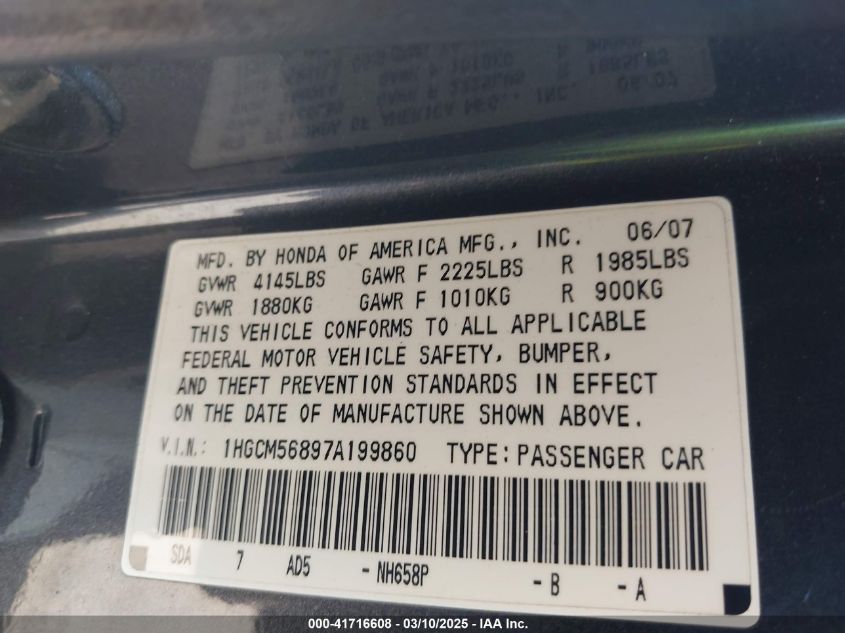 MFD. BY HONDA OF AMERICA MFG., INC. 06/07
GVWR 4145LBS GAWR F 2225LBS R 1985LBS
GVWR 1880KG GAWR F 1010KG R 900KG
THIS VEHICLE CONFORMS TO ALL APPLICABLE
FEDERAL MOTOR VEHICLE SAFETY, BUMPER,
AND THEFT PREVENTION STANDARDS IN EFFECT
ON THE DATE OF MANUFACTURE SHOWN ABOVE.
V.I.N.: 1HGCM56897A199860 TYPE: PASSENGER CAR
SDA 7 AD5 - NH658P - B - A
000-41716608 - 03/10/2025 - IAA Inc.